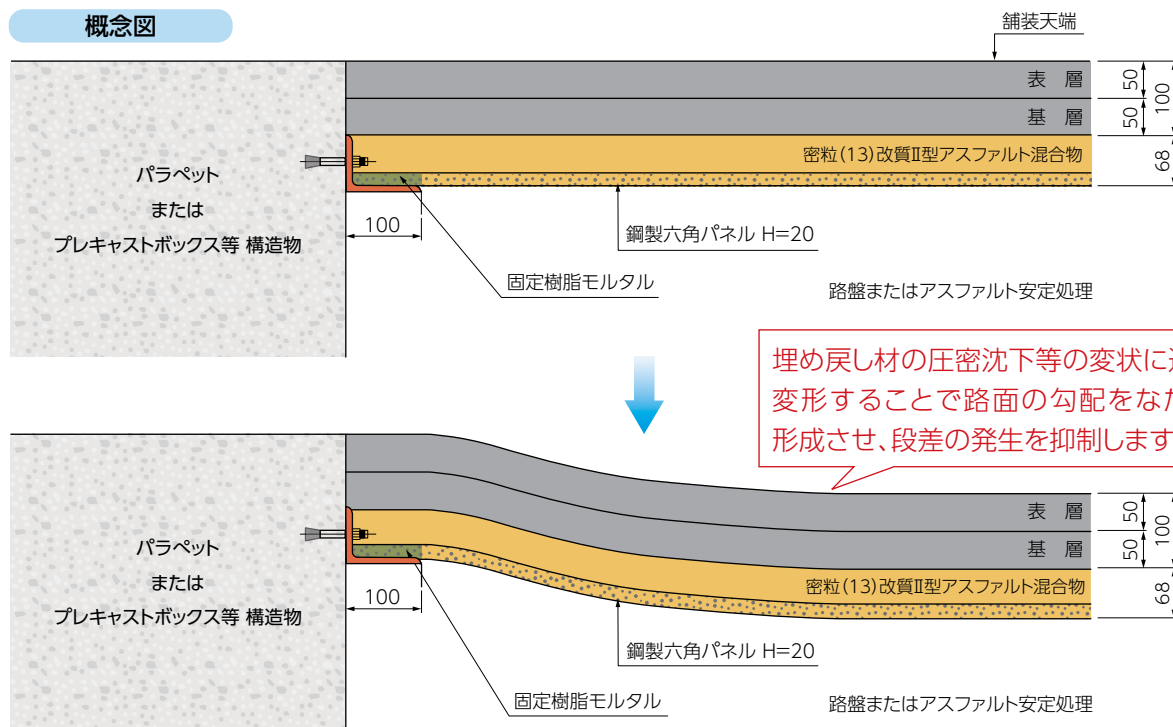 概念図
舗装天端
表 層
基 層
密粒(13)改質Ⅱ型アスファルト混合物
50
50
100
68
パラペット
または
プレキャストボックス等 構造物
100
鋼製六角パネル H=20
固定樹脂モルタル
路盤またはアスファルト安定処理
埋め戻し材の圧密沈下等の変状に
変形することで路面の勾配をな
形成させ、段差の発生を抑制します
表 層
基 層
密粒(13)改質Ⅱ型アスファルト混合物
50
50
100
68
パラペット
または
プレキャストボックス等 構造物
100
鋼製六角パネル H=20
固定樹脂モルタル
路盤またはアスファルト安定処理